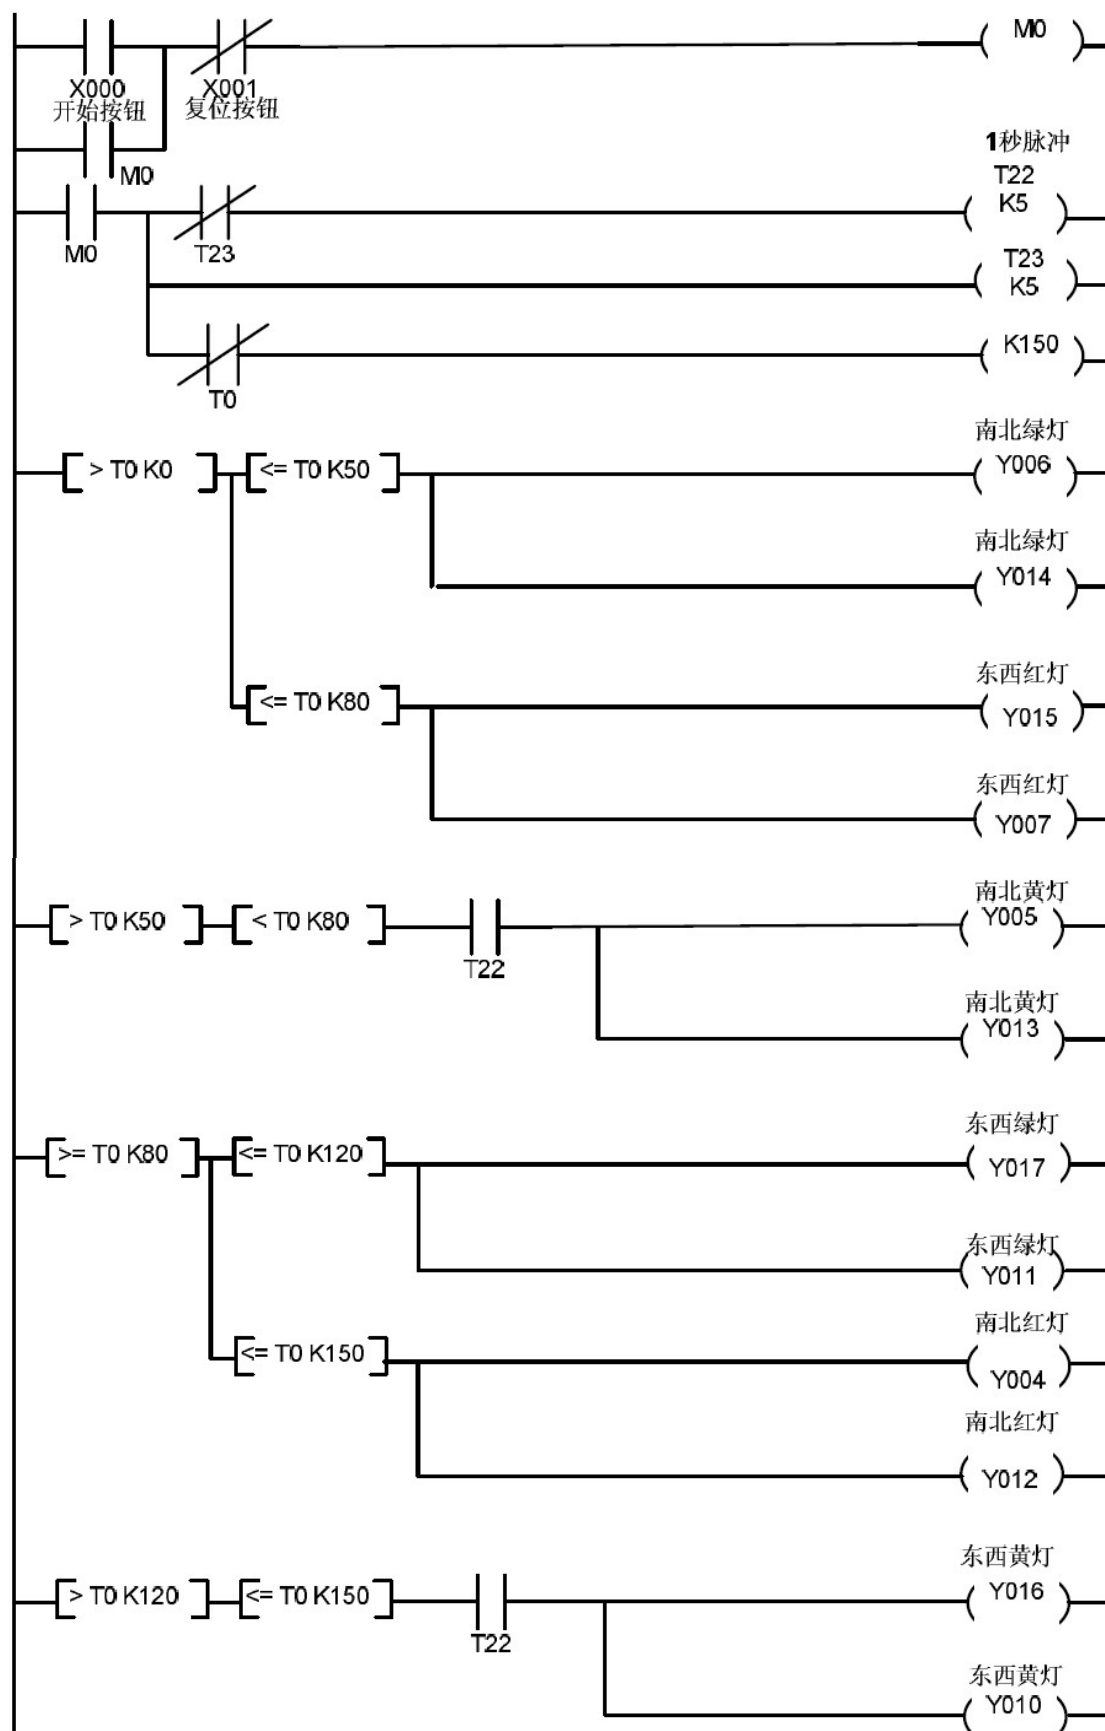 M0
X000
X001
开始按钮
复位按钮
M0
1秒脉冲
T22
K5
M0
T23
T23
K5
K150
T0
南北绿灯
> T0 K0
<= T0 K50
Y006
南北绿灯
Y014
东西红灯
<= T0 K80
Y015
东西红灯
Y007
南北黄灯
> T0 K50
< T0 K80
Y005
T22
南北黄灯
Y013
东西绿灯
>= T0 K80
<= T0 K120
Y017
东西绿灯
Y011
南北红灯
<= T0 K150
Y004
南北红灯
Y012
东西黄灯
> T0 K120
<= T0 K150
Y016
T22
东西黄灯
Y010